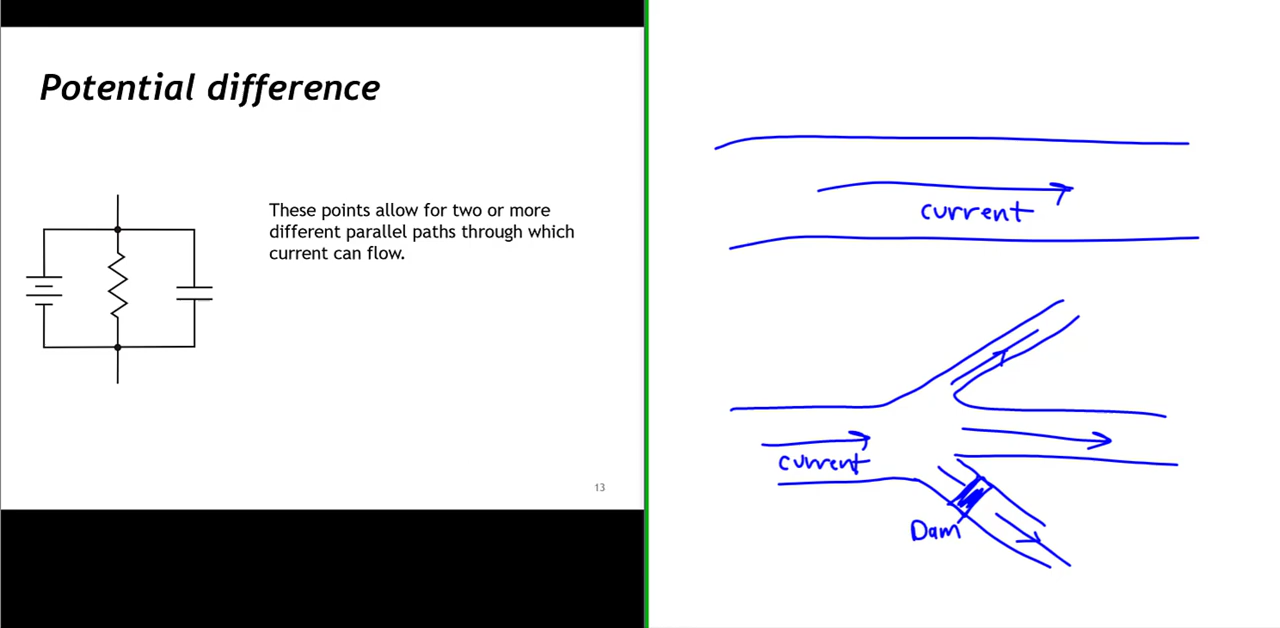 Potential difference
These points allow for two or more
different parallel paths through which
current can flow.
13
current
current
Dam